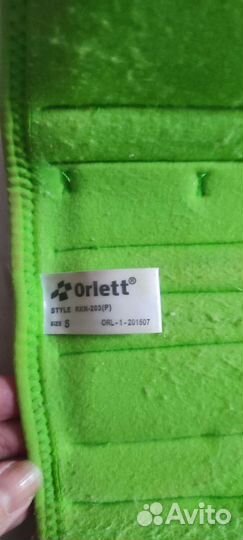 Orlett®
STYLE RKN-203(P)
SIZE S ORL-1-201507
Avito